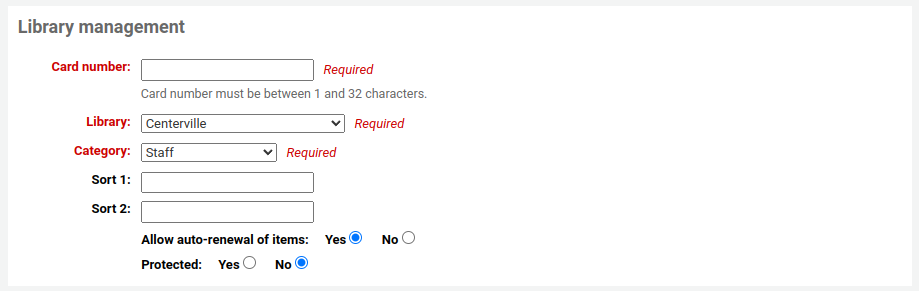 Library management
Card number: Required
Card number must be between 1 and 32 characters.
Library: Centerville Required
Category: Staff Required
Sort 1:
Sort 2:
Allow auto-renewal of items: Yes No
Protected: Yes No